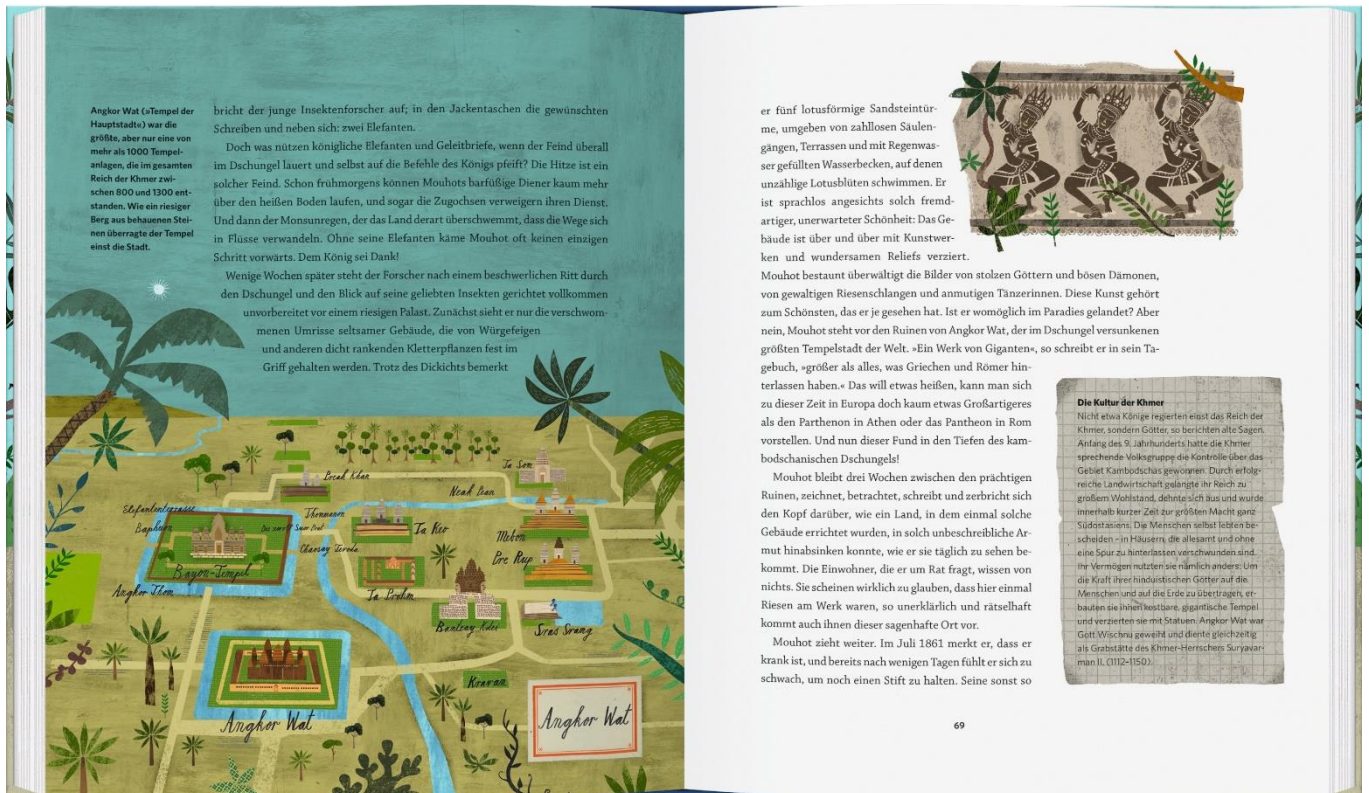 Angkor Wat (»Tempel der
Hauptstadt«) war die
größte, aber nur eine von
mehr als 1000 Tempel-
anlagen, die im gesamten
Reich der Khmer zwi-
schen 800 und 1300 ent-
standen. Wie ein riesiger
Berg aus behauenen Stei-
nen überragte der Tempel
einst die Stadt.
bricht der junge Insektenforscher auf; in den Jackentaschen die gewünschten
Schreiben und neben sich: zwei Elefanten.
Doch was nützen königliche Elefanten und Geleitbriefe, wenn der Feind überall
im Dschungel lauert und selbst auf die Befehle des Königs pfeift? Die Hitze ist ein
solcher Feind. Schon frühmorgens können Mouhots barfüßige Diener kaum mehr
über den heißen Boden laufen, und sogar die Zugochsen verweigern ihren Dienst.
Und dann der Monsunregen, der das Land derart überschwemmt, dass die Wege sich
in Flüsse verwandeln. Ohne seine Elefanten käme Mouhot oft keinen einzigen
Schritt vorwärts. Dem König sei Dank!
Wenige Wochen später steht der Forscher nach einem beschwerlichen Ritt durch
den Dschungel und den Blick auf seine geliebten Insekten gerichtet vollkommen
unvorbereitet vor einem riesigen Palast. Zunächst sieht er nur die verschwom-
menen Umrisse seltsamer Gebäude, die von Würgefeigen
und anderen dicht rankenden Kletterpflanzen fest im
Griff gehalten werden. Trotz des Dickichts bemerkt
Ta Som
Preah Khan
Neak Pean
Elefantenterrasse
Thommanon
Baphuon
Ta Keo
Mebon
Chausay Tevoda
Pre Rup
Bayon-Tempel
Angkor Thom
Ta Prohm
Banteay Kdei
Sras Srang
Kravan
Angkor Wat
Angkor Wat
er fünf lotusförmige Sandsteintür-
me, umgeben von zahllosen Säulen-
gängen, Terrassen und mit Regenwas-
ser gefüllten Wasserbecken, auf denen
unzählige Lotusblüten schwimmen. Er
ist sprachlos angesichts solch fremd-
artiger, unerwarteter Schönheit: Das Ge-
bäude ist über und über mit Kunstwer-
ken und wundersamen Reliefs verziert.
Mouhot bestaunt überwältigt die Bilder von stolzen Göttern und bösen Dämonen,
von gewaltigen Riesenschlangen und anmutigen Tänzerinnen. Diese Kunst gehört
zum Schönsten, das er je gesehen hat. Ist er womöglich im Paradies gelandet? Aber
nein, Mouhot steht vor den Ruinen von Angkor Wat, der im Dschungel versunkenen
größten Tempelstadt der Welt. »Ein Werk von Giganten«, so schreibt er in sein Ta-
gebuch, »größer als alles, was Griechen und Römer hin-
terlassen haben.« Das will etwas heißen, kann man sich
zu dieser Zeit in Europa doch kaum etwas Großartigeres
als den Parthenon in Athen oder das Pantheon in Rom
vorstellen. Und nun dieser Fund in den Tiefen des kam-
bodschanischen Dschungels!
Mouhot bleibt drei Wochen zwischen den prächtigen
Ruinen, zeichnet, betrachtet, schreibt und zerbricht sich
den Kopf darüber, wie ein Land, in dem einmal solche
Gebäude errichtet wurden, in solch unbeschreibliche Ar-
mut hinabsinken konnte, wie er sie täglich zu sehen be-
kommt. Die Einwohner, die er um Rat fragt, wissen von
nichts. Sie scheinen wirklich zu glauben, dass hier einmal
Riesen am Werk waren, so unerklärlich und rätselhaft
kommt auch ihnen dieser sagenhafte Ort vor.
Mouhot zieht weiter. Im Juli 1861 merkt er, dass er
krank ist, und bereits nach wenigen Tagen fühlt er sich zu
schwach, um noch einen Stift zu halten. Seine sonst so
Die Kultur der Khmer
Nicht etwa Könige regierten einst das Reich der
Khmer, sondern Götter, so berichten alte Sagen.
Anfang des 9. Jahrhunderts hatte die Khmer
sprechende Volksgruppe die Kontrolle über das
Gebiet Kambodschas gewonnen. Durch erfolg-
reiche Landwirtschaft gelangte ihr Reich zu
großem Wohlstand, dehnte sich aus und wurde
innerhalb kurzer Zeit zur größten Macht ganz
Südostasiens. Die Menschen selbst lebten be-
scheiden – in Häusern, die allesamt und ohne
eine Spur zu hinterlassen verschwunden sind.
Ihr Vermögen nutzten sie nämlich anders: Um
die Kraft ihrer hinduistischen Götter auf die
Menschen und auf die Erde zu übertragen, er-
bauten sie ihnen kostbare, gigantische Tempel
und verzierten sie mit Statuen. Angkor Wat war
Gott Wischnu geweiht und diente gleichzeitig
als Grabstätte des Khmer-Herrschers Suryavar-
man II. (1112–1150).
69